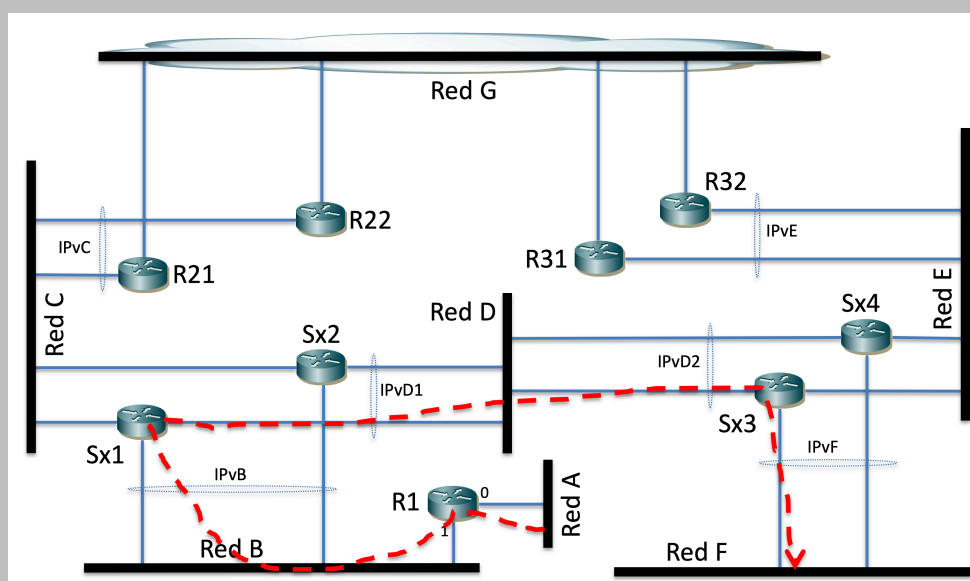 Red G
R32
R22
IPvC
IPvE
R31
R21
Red E
Red C
Red D
Sx4
Sx2
IPvD2
IPvD1
Sx3
Sx1
IPvF
IPvB
R1
0
1
Red A
Red B
Red F